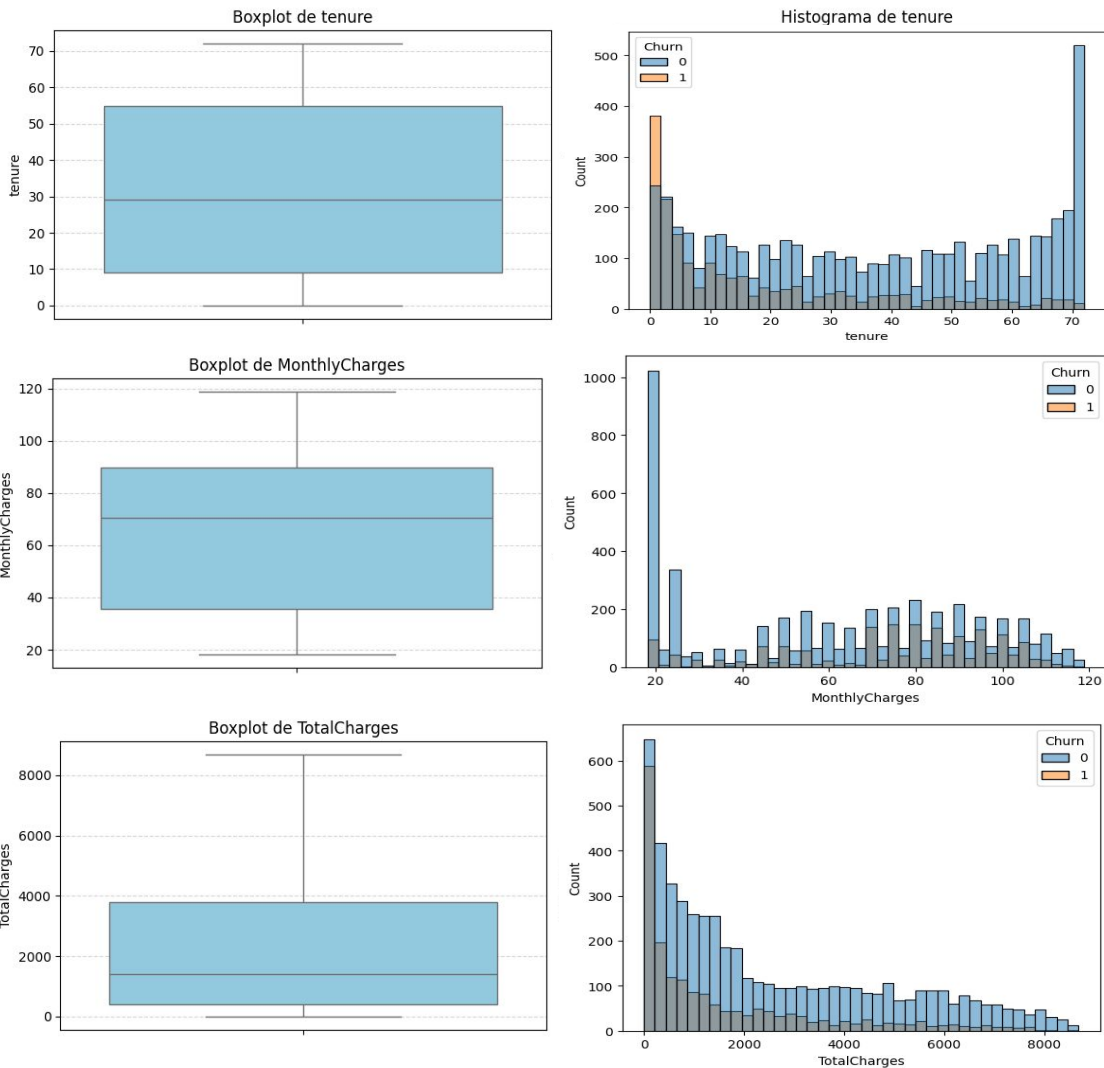 Boxplot de tenure
70
60
50
40
30
20
10
0
tenure
Histograma de tenure
Churn
0
1
500
400
300
200
100
0
Count
0 10 20 30 40 50 60 70
tenure
Boxplot de MonthlyCharges
120
100
80
60
40
20
MonthlyCharges
Churn
0
1
1000
800
600
400
200
0
Count
20 40 60 80 100 120
MonthlyCharges
Boxplot de TotalCharges
8000
6000
4000
2000
0
TotalCharges
Churn
0
1
600
500
400
300
200
100
0
Count
0 2000 4000 6000 8000
TotalCharges